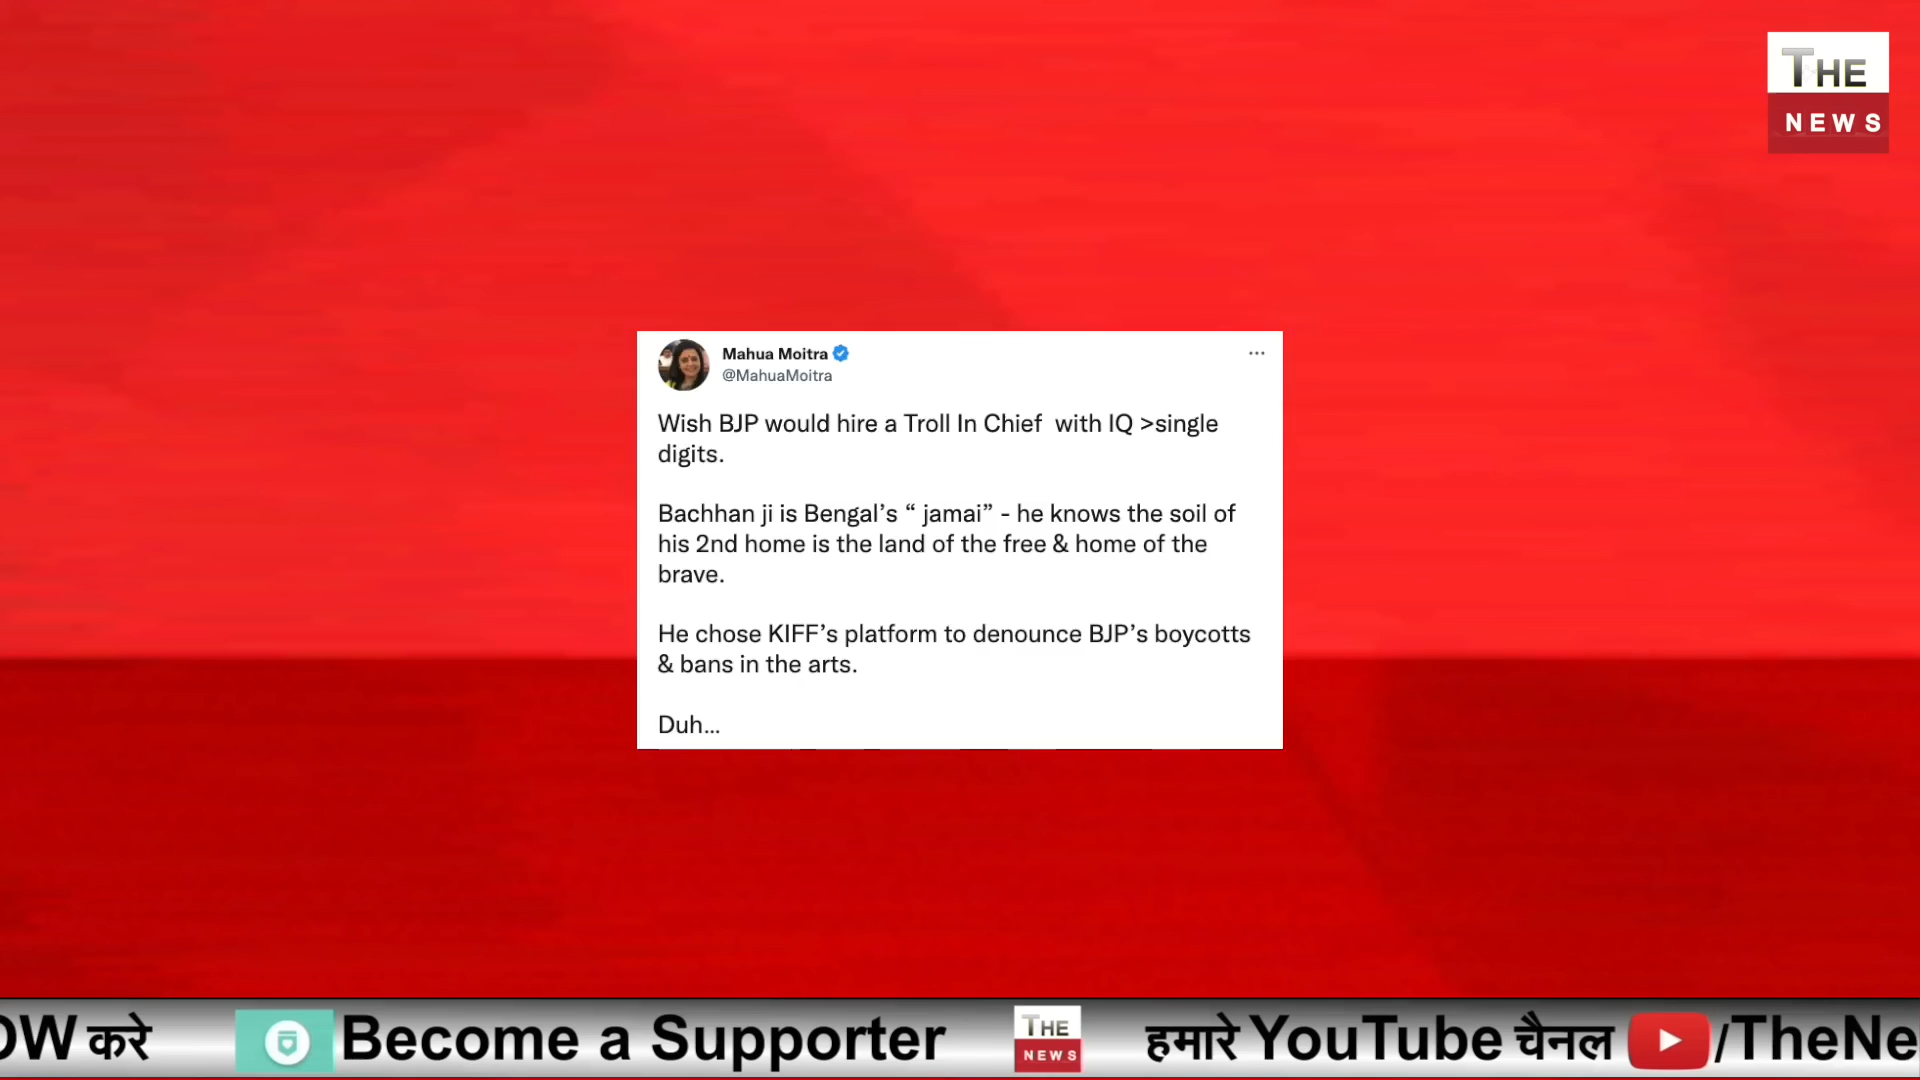 THE
NEWS
Mahua Moitra
@MahuaMoitra
Wish BJP would hire a Troll In Chief  with IQ >single
digits.
Bachhan ji is Bengal’s “ jamai” - he knows the soil of
his 2nd home is the land of the free & home of the
brave.
He chose KIFF’s platform to denounce BJP’s boycotts
& bans in the arts.
Duh...
OW करे Become a Supporter THE NEWS हमारे YouTube चैनल /TheNe